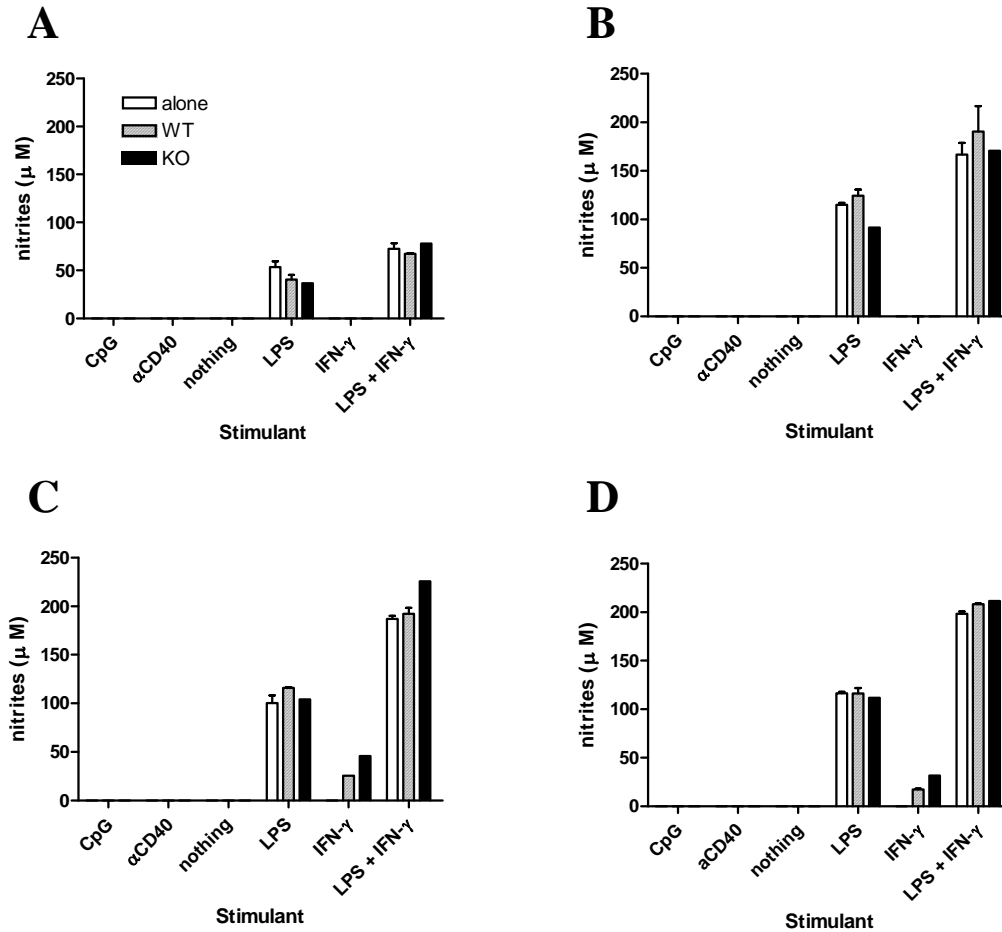 A
250
200
150
100
50
0
nitrites (μ M)
alone
WT
KO
CpG
αCD40
nothing
LPS
IFN-γ
LPS + IFN-γ
Stimulant
B
250
200
150
100
50
0
nitrites (μ M)
CpG
αCD40
nothing
LPS
IFN-γ
LPS + IFN-γ
Stimulant
C
250
200
150
100
50
0
nitrites (μ M)
CpG
αCD40
nothing
LPS
IFN-γ
LPS + IFN-γ
Stimulant
D
250
200
150
100
50
0
nitrites (μ M)
CpG
aCD40
nothing
LPS
IFN-γ
LPS + IFN-γ
Stimulant